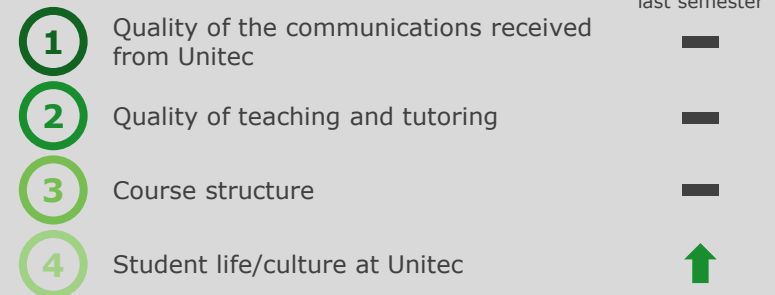 last semester
1
Quality of the communications received
from Unitec
2
Quality of teaching and tutoring
3
Course structure
4
Student life/culture at Unitec